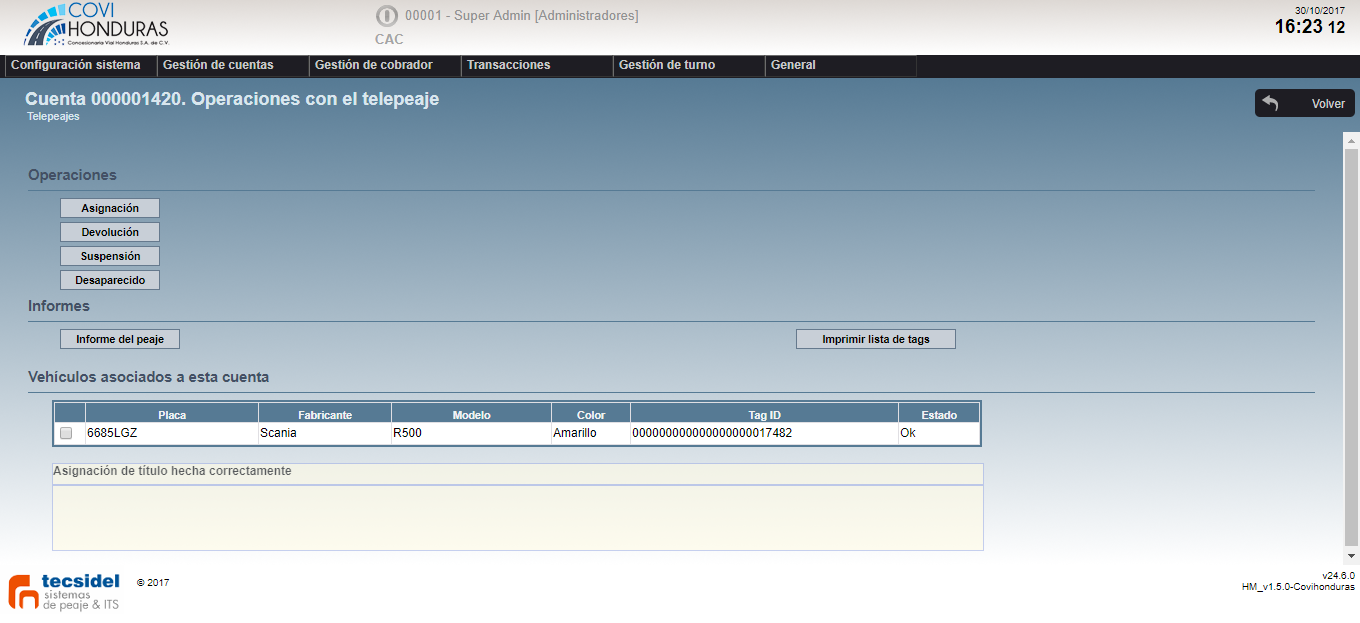 COVI
HONDURAS
Concesionaria Vial Honduras S.A. de C.V.
00001 - Super Admin [Administradores]
CAC
30/10/2017
16:23 12
Configuración sistema Gestión de cuentas Gestión de cobrador Transacciones Gestión de turno General
Cuenta 000001420. Operaciones con el telepeaje
Telepeajes
Volver
Operaciones
Asignación
Devolución
Suspensión
Desaparecido
Informes
Informe del peaje Imprimir lista de tags
Vehículos asociados a esta cuenta
Placa Fabricante Modelo Color Tag ID Estado
6685LGZ Scania R500 Amarillo 000000000000000000017482 Ok
Asignación de título hecha correctamente
tecsidel
sistemas
de peaje & ITS
© 2017
v24.6.0
HM_v1.5.0-Covihonduras